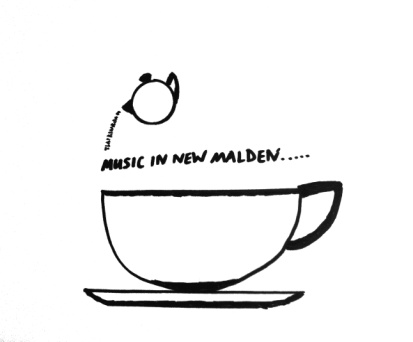 MUSIC IN NEW MALDEN.....